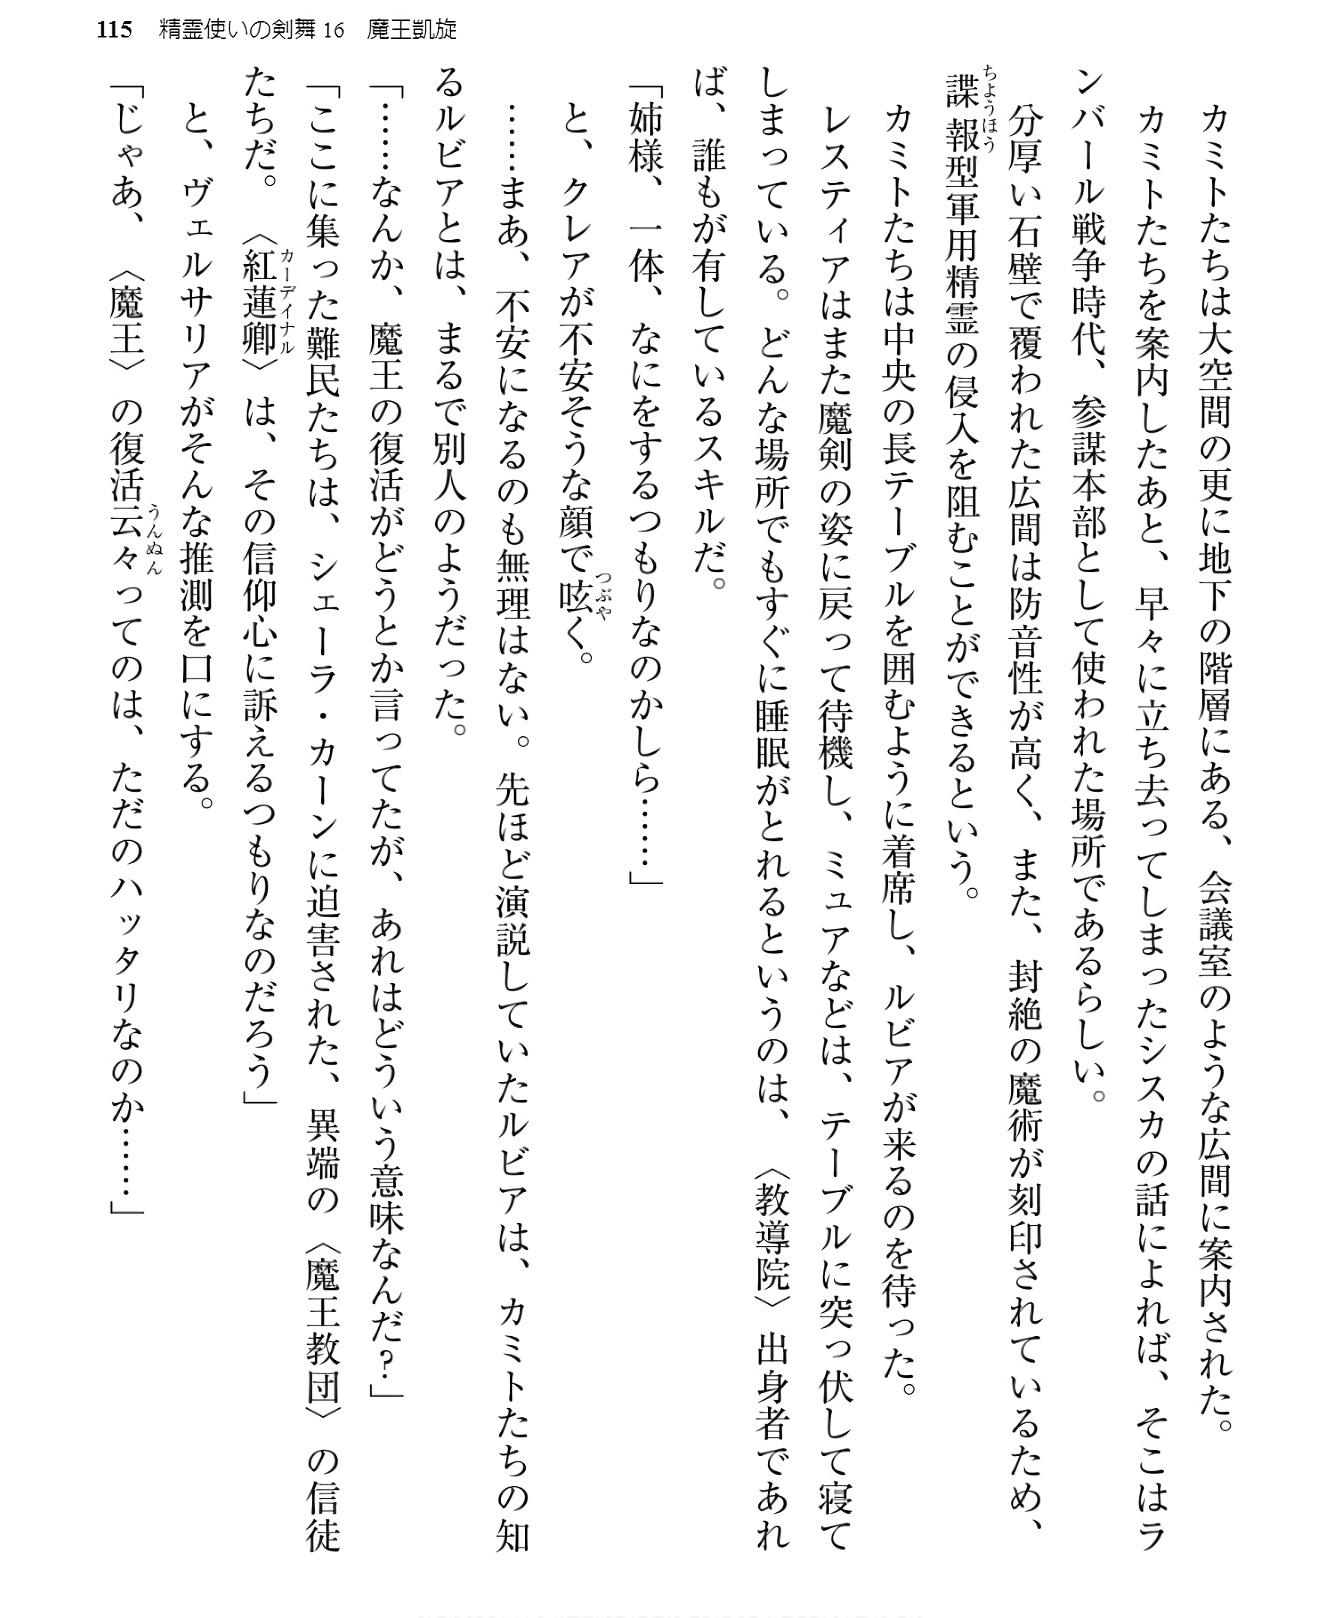 115 精霊使いの剣舞16 魔王凱旋
カミトたちは大空間の更に地下の階層にある、会議室のような広間に案内された。
カミトたちを案内したあと、早々に立ち去ってしまったシスカの話によれば、そこはラ
ンバール戦争時代、参謀本部として使われた場所であるらしい。
分厚い石壁で覆われた広間は防音性が高く、また、封絶の魔術が刻印されているため、
諜報型軍用精霊の侵入を阻むことができるという。
カミトたちは中央の長テーブルを囲むように着席し、ルビアが来るのを待った。
レスティアはまた魔剣の姿に戻って待機し、ミュアなどは、テーブルに突っ伏して寝て
しまっている。どんな場所でもすぐに睡眠がとれるというのは、〈教導院〉出身者であれ
ば、誰もが有しているスキルだ。
「姉様、一体、なにをするつもりなのかしら……」
と、クレアが不安そうな顔で呟く。
……まあ、不安になるのも無理はない。先ほど演説していたルビアは、カミトたちの知
るルビアとは、まるで別人のようだった。
「……なんか、魔王の復活がどうとか言ってたが、あれはどういう意味なんだ?」
「ここに集った難民たちは、シェーラ・カーンに迫害された、異端の〈魔王教団〉の信徒
たちだ。〈紅蓮卿〉は、その信仰心に訴えるつもりなのだろう」
と、ヴェルサリアがそんな推測を口にする。
「じゃあ、〈魔王〉の復活云々ってのは、ただのハッタリなのか……」